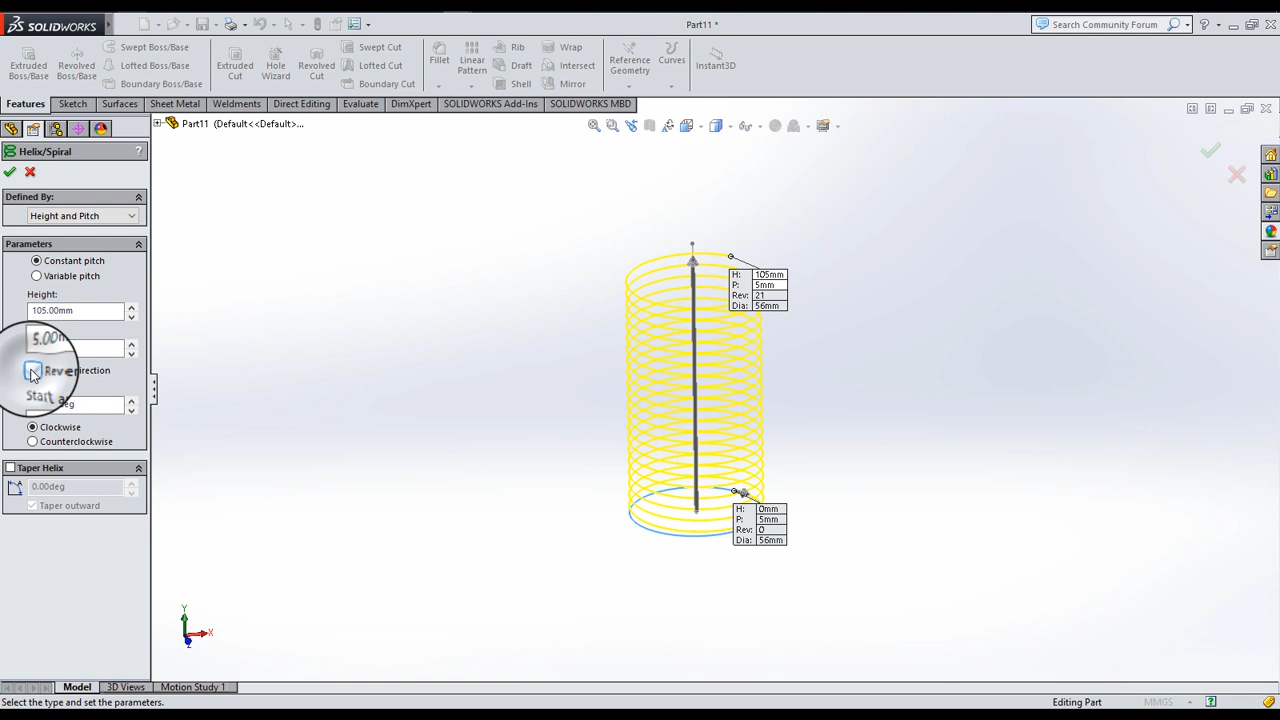 SOLIDWORKS
Part11 *
Search Community Forum
Extruded Boss/Base
Revolved Boss/Base
Swept Boss/Base
Lofted Boss/Base
Boundary Boss/Base
Extruded Cut
Hole Wizard
Revolved Cut
Swept Cut
Lofted Cut
Boundary Cut
Fillet
Linear Pattern
Rib
Draft
Shell
Wrap
Intersect
Mirror
Reference Geometry
Curves
Instant3D
Features
Sketch
Surfaces
Sheet Metal
Weldments
Direct Editing
Evaluate
DimXpert
SOLIDWORKS Add-Ins
SOLIDWORKS MBD
Part11 (Default<<Default>...
Helix/Spiral
?
Defined By:
Height and Pitch
Parameters
Constant pitch
Variable pitch
Height:
105.00mm
Clockwise
Counterclockwise
Taper Helix
0.00deg
Taper outward
H: 105mm
P: 5mm
Rev: 21
Dia: 56mm
H: 0mm
P: 5mm
Rev: 0
Dia: 56mm
Y
X
Z
Model
3D Views
Motion Study 1
Select the type and set the parameters.
Editing Part
MMGS